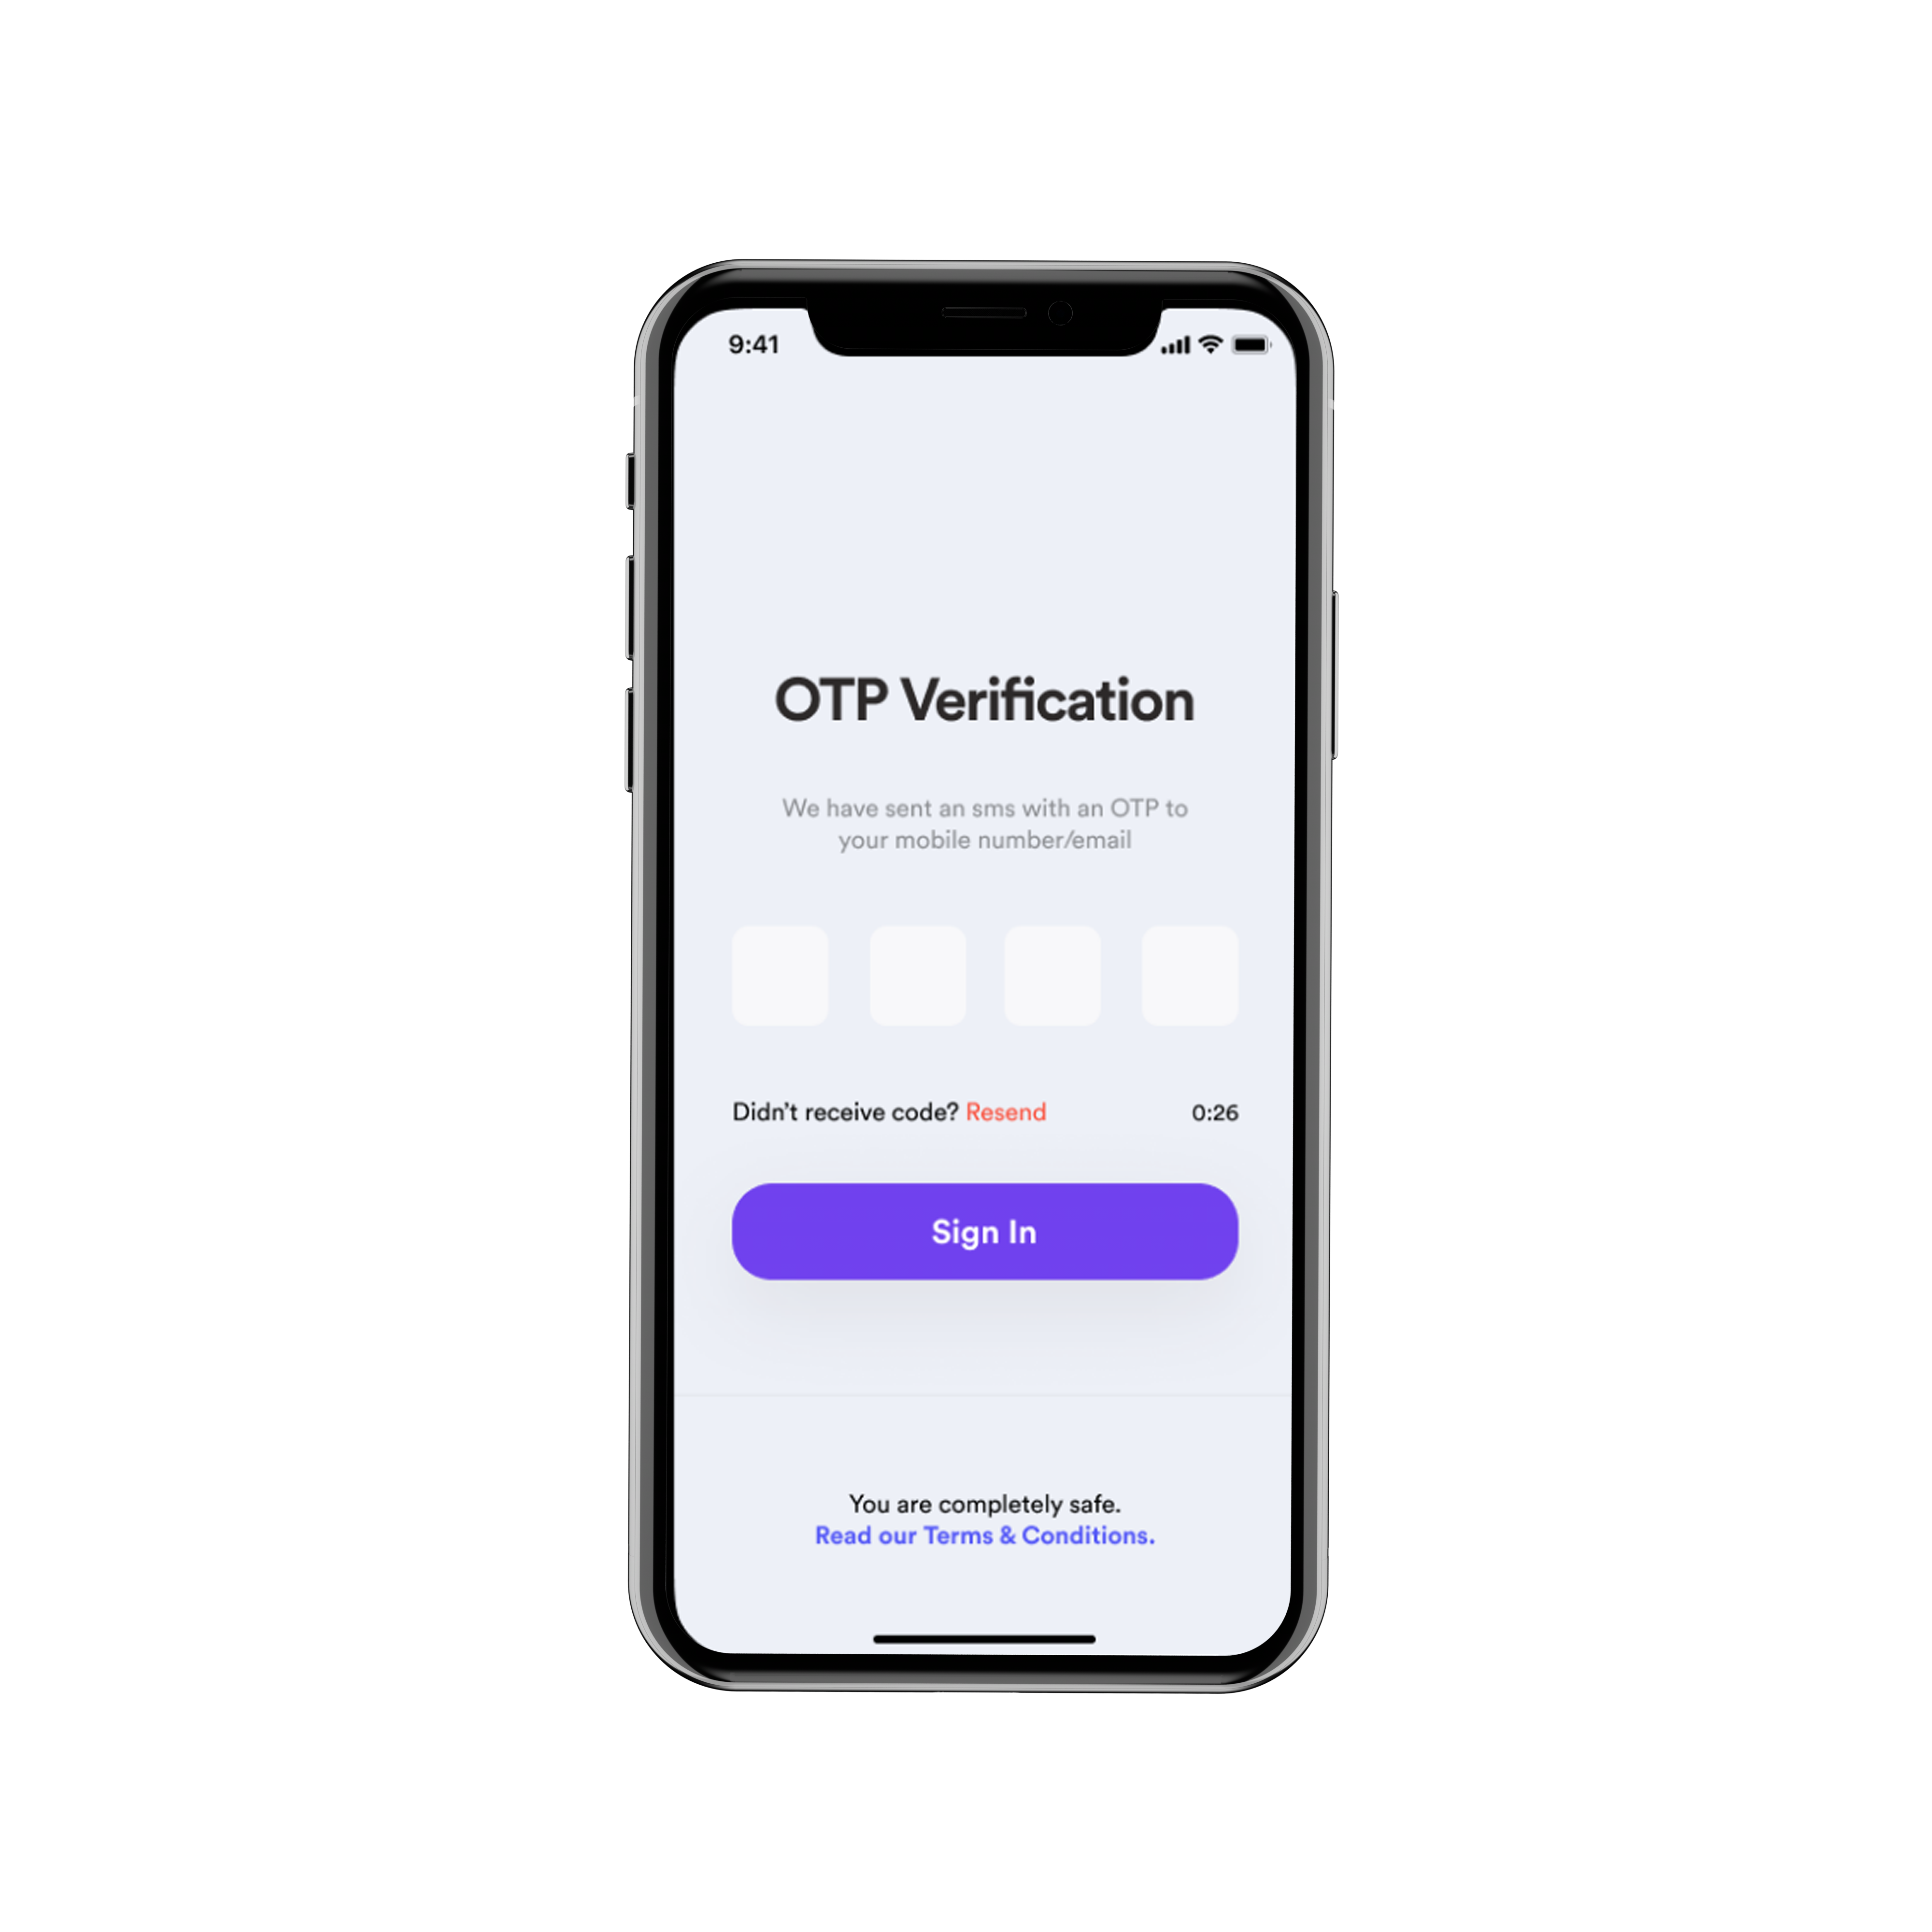 9:41
OTP Verification
We have sent an sms with an OTP to
your mobile number/email
Didn't receive code? Resend 0:26
Sign In
You are completely safe.
Read our Terms & Conditions.